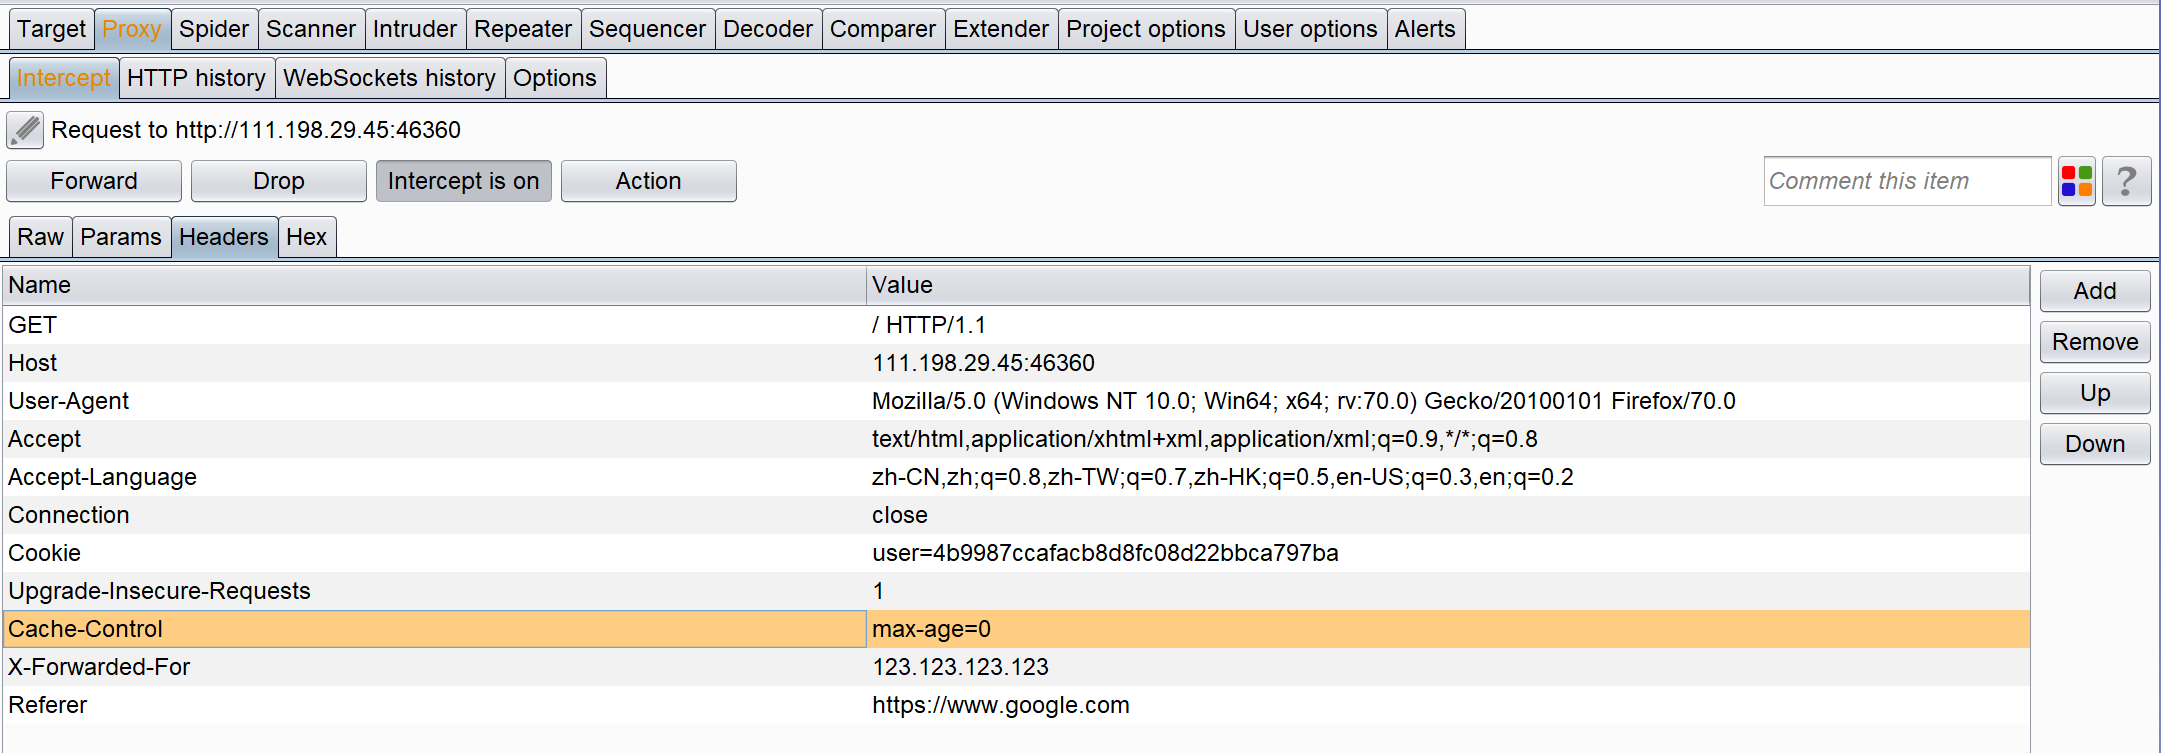 Target Proxy Spider Scanner Intruder Repeater Sequencer Decoder Comparer Extender Project options User options Alerts
Intercept HTTP history WebSockets history Options
Request to http://111.198.29.45:46360
Forward Drop Intercept is on Action Comment this item ?
Raw Params Headers Hex
Name Value
Add
GET / HTTP/1.1
Remove
Host 111.198.29.45:46360
User-Agent Mozilla/5.0 (Windows NT 10.0; Win64; x64; rv:70.0) Gecko/20100101 Firefox/70.0
Up
Accept text/html,application/xhtml+xml,application/xml;q=0.9,*/*;q=0.8
Down
Accept-Language zh-CN,zh;q=0.8,zh-TW;q=0.7,zh-HK;q=0.5,en-US;q=0.3,en;q=0.2
Connection close
Cookie user=4b9987ccafacb8d8fc08d22bbca797ba
Upgrade-Insecure-Requests 1
Cache-Control max-age=0
X-Forwarded-For 123.123.123.123
Referer https://www.google.com